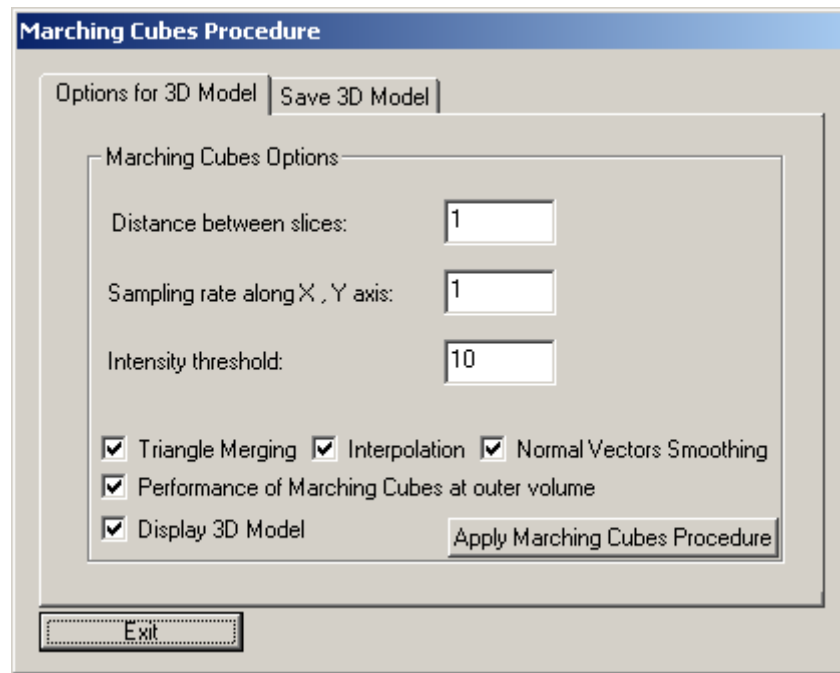 Marching Cubes Procedure
Options for 3D Model Save 3D Model
Marching Cubes Options
Distance between slices: 1
Sampling rate along X , Y axis: 1
Intensity threshold: 10
Triangle Merging Interpolation Normal Vectors Smoothing
Performance of Marching Cubes at outer volume
Display 3D Model Apply Marching Cubes Procedure
Exit